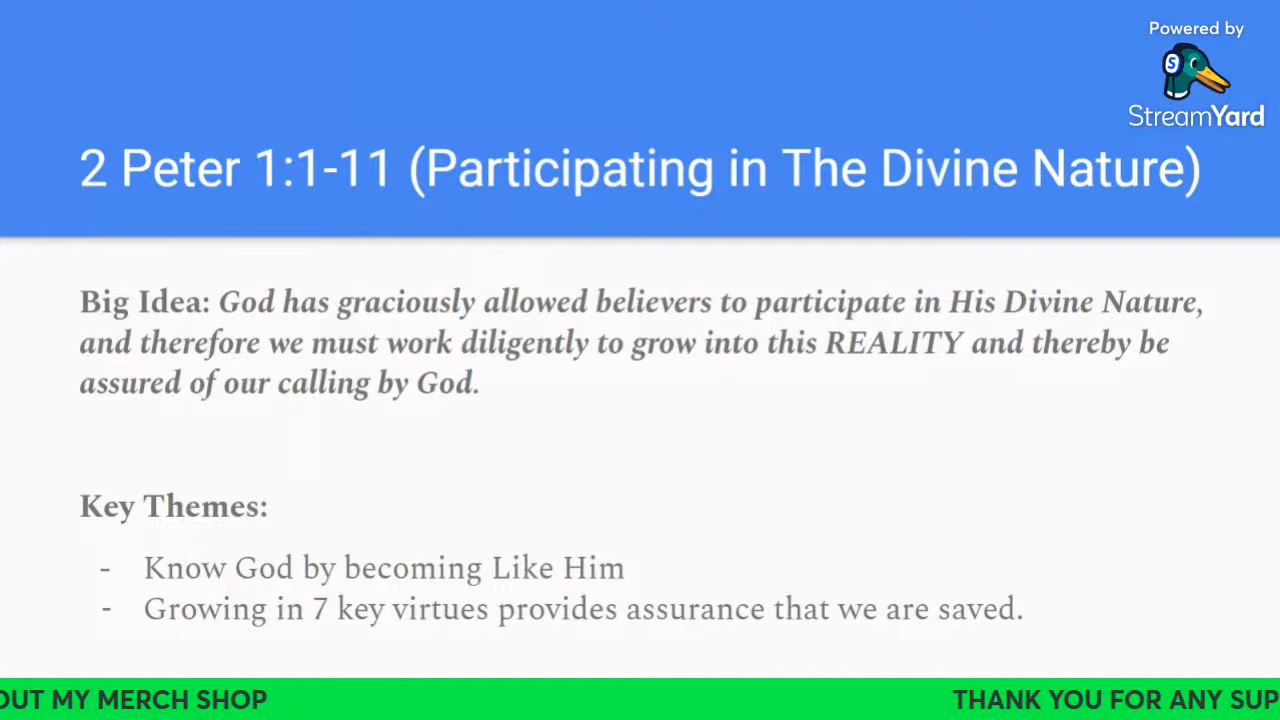 Powered by
S
StreamYard
2 Peter 1:1-11 (Participating in The Divine Nature)
Big Idea: God has graciously allowed believers to participate in His Divine Nature,
and therefore we must work diligently to grow into this REALITY and thereby be
assured of our calling by God.
Key Themes:
- Know God by becoming Like Him
- Growing in 7 key virtues provides assurance that we are saved.
OUT MY MERCH SHOP THANK YOU FOR ANY SUP